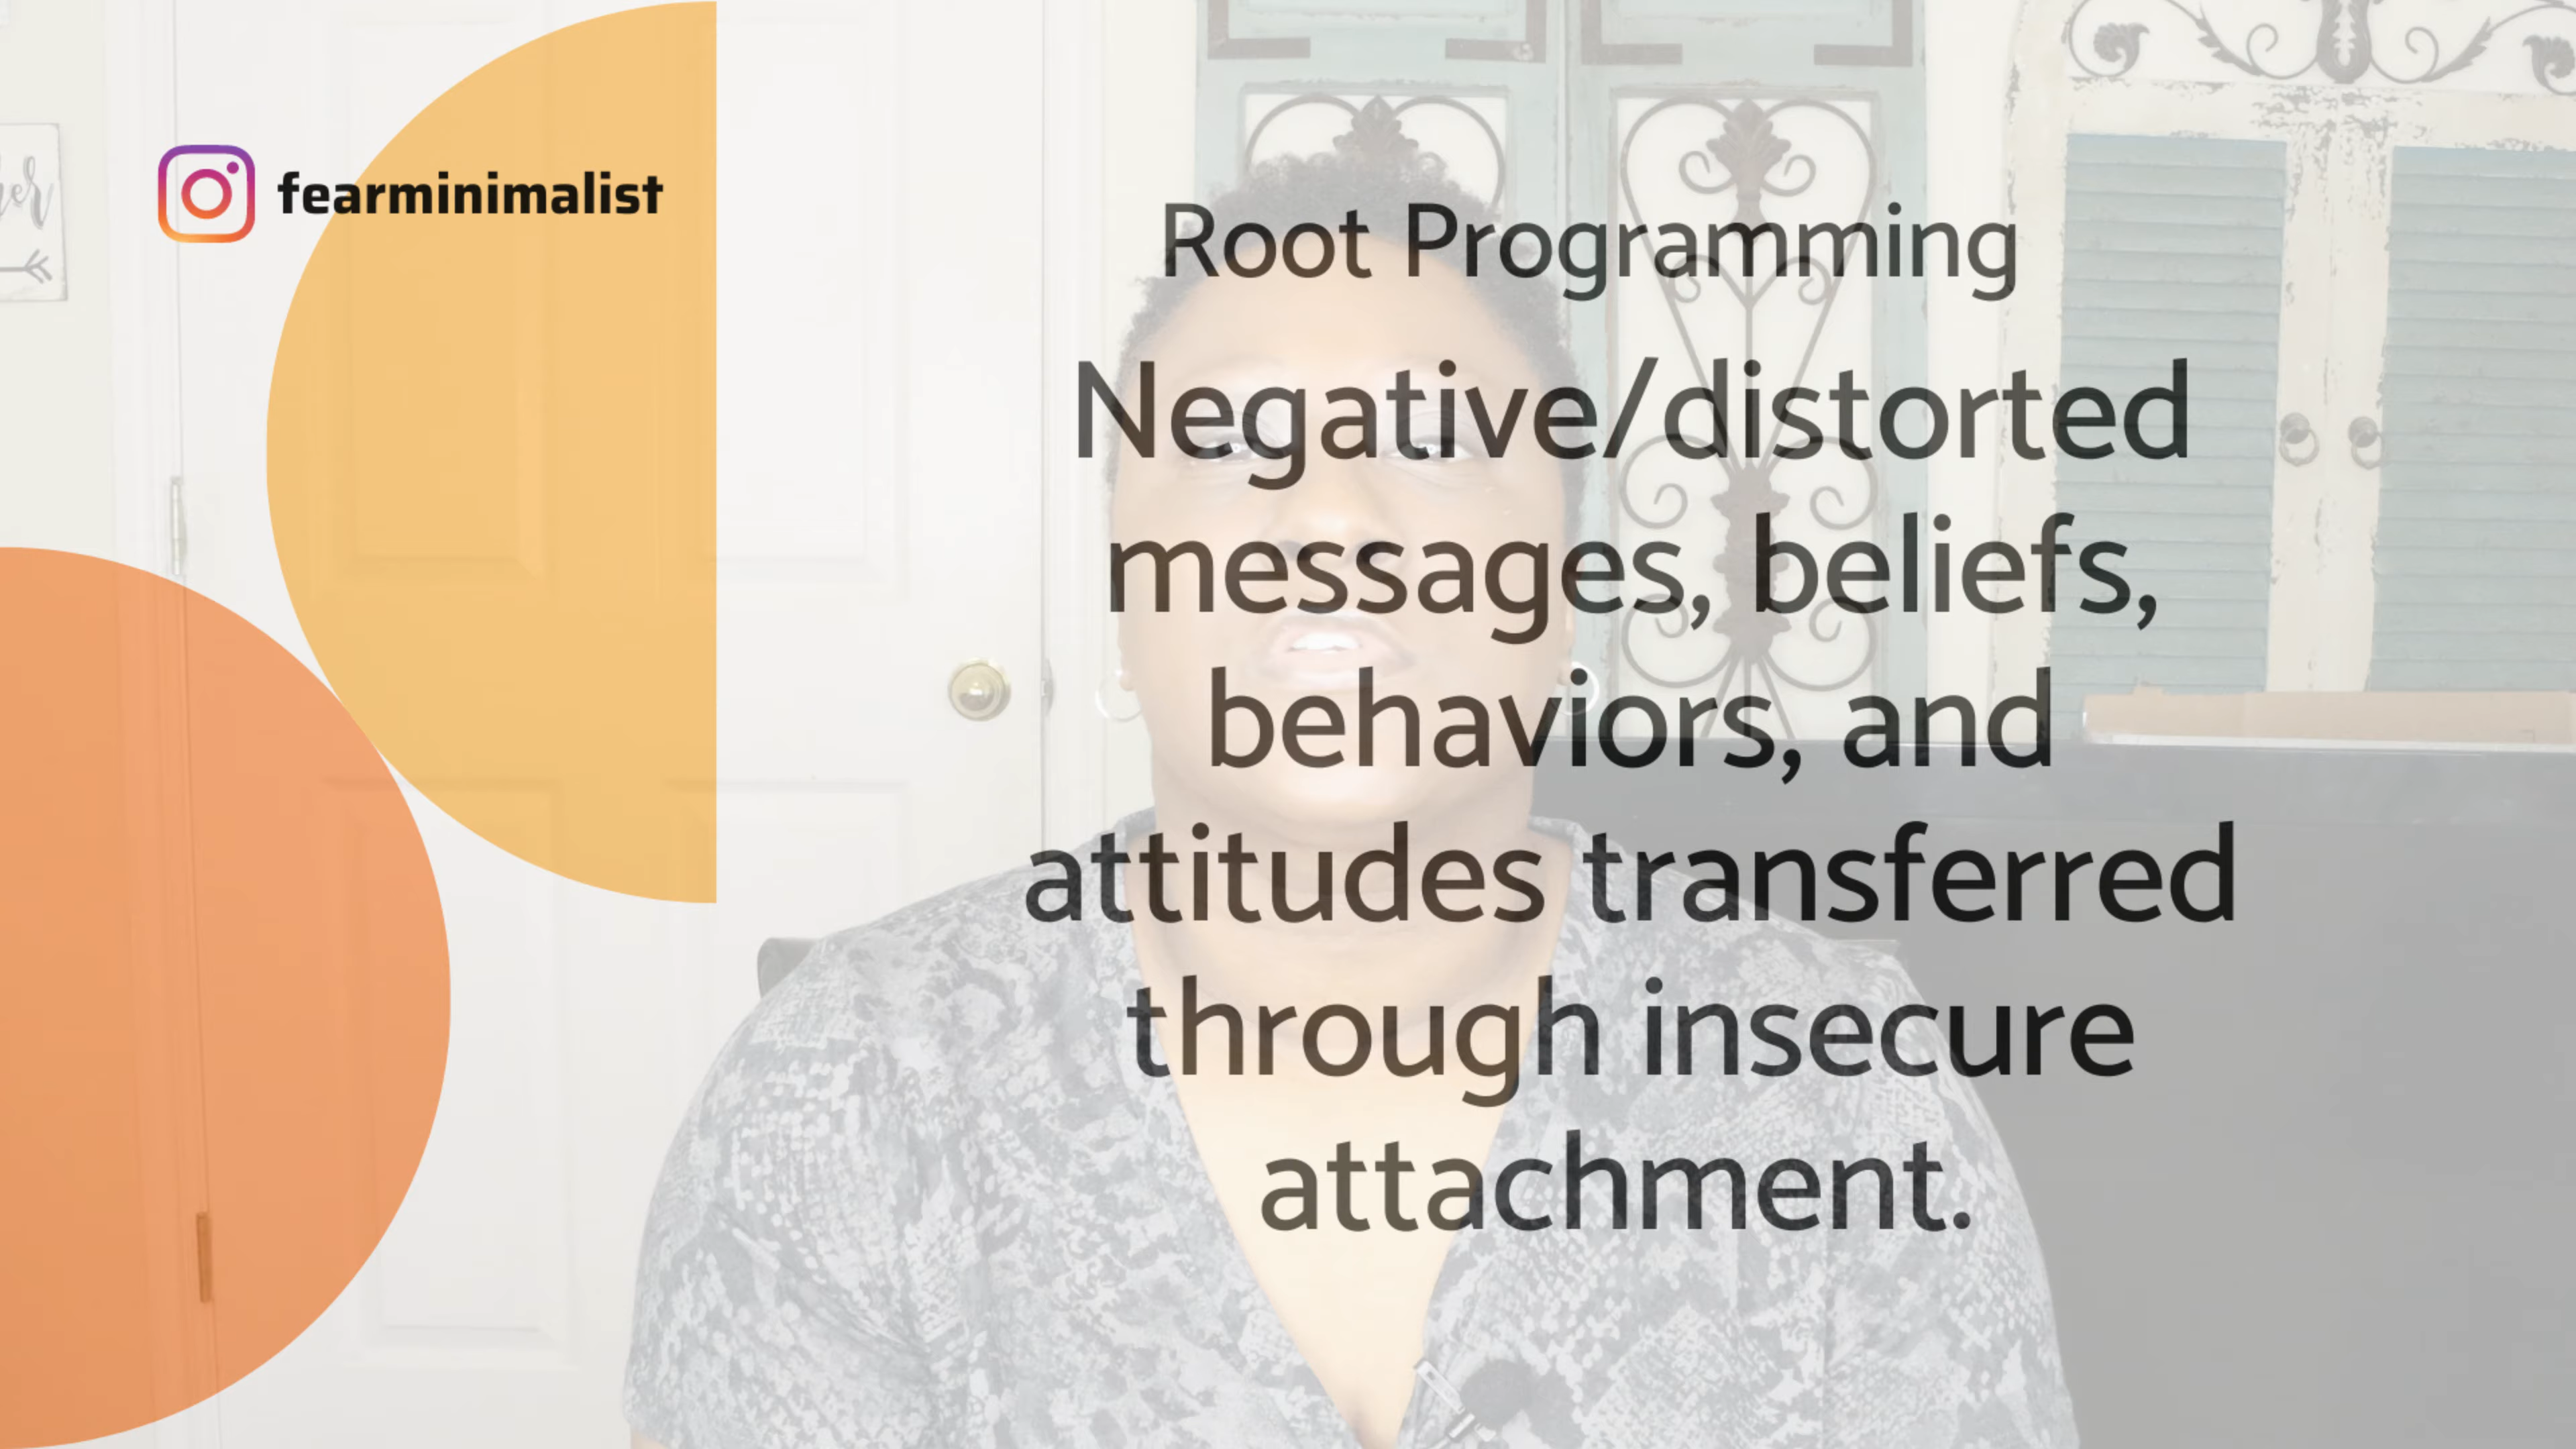 fearminimalist
Root Programming
Negative/distorted
messages, beliefs,
behaviors, and
attitudes transferred
through insecure
attachment.